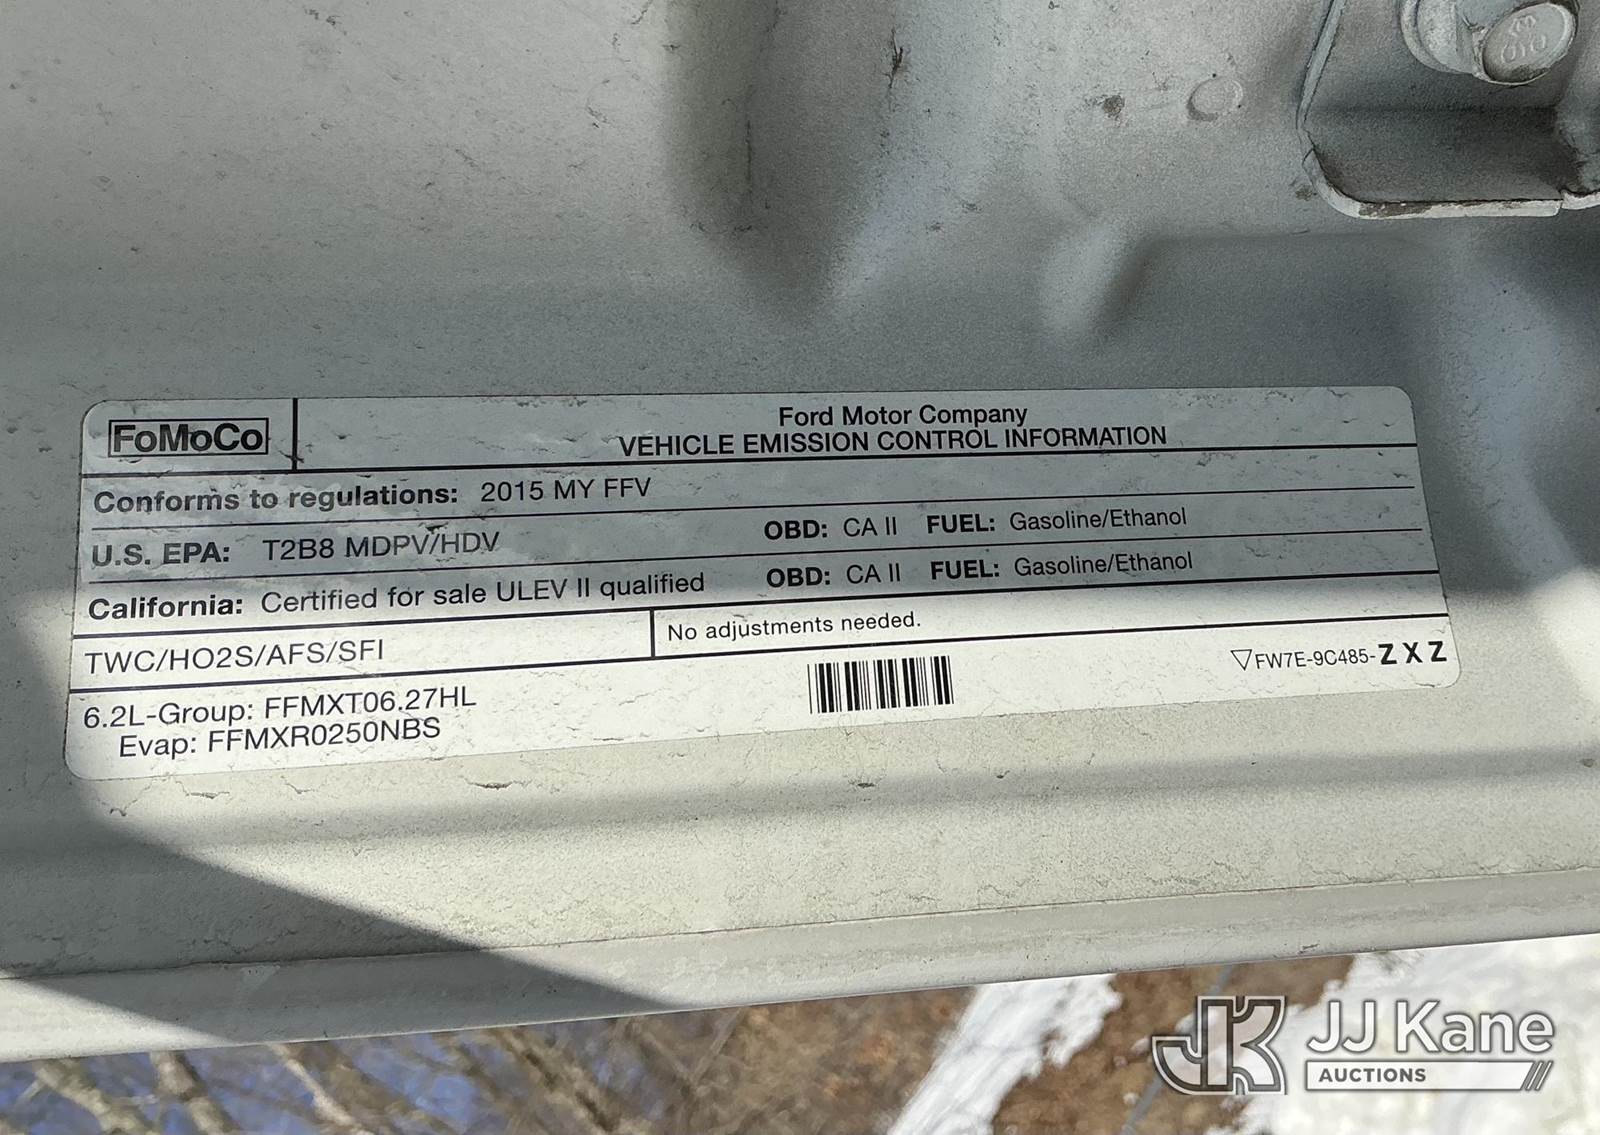 FoMoCo
Ford Motor Company
VEHICLE EMISSION CONTROL INFORMATION
Conforms to regulations: 2015 MY FFV
U.S. EPA: T2B8 MDPV/HDV OBD: CA II FUEL: Gasoline/Ethanol
California: Certified for sale ULEV II qualified OBD: CA II FUEL: Gasoline/Ethanol
TWC/HO2S/AFS/SFI
No adjustments needed.
6.2L-Group: FFMXT06.27HL
Evap: FFMXR0250NBS
▽FW7E-9C485-ZXZ
JK JJ Kane
AUCTIONS